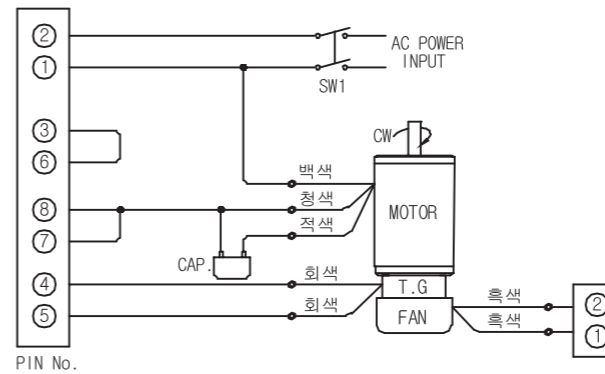 ②
①
③
⑥
⑧
⑦
④
⑤
PIN No.
AC POWER
INPUT
SW1
CW
백색
청색
적색
CAP.
회색
회색
MOTOR
T.G
FAN
흑색
흑색
②
①